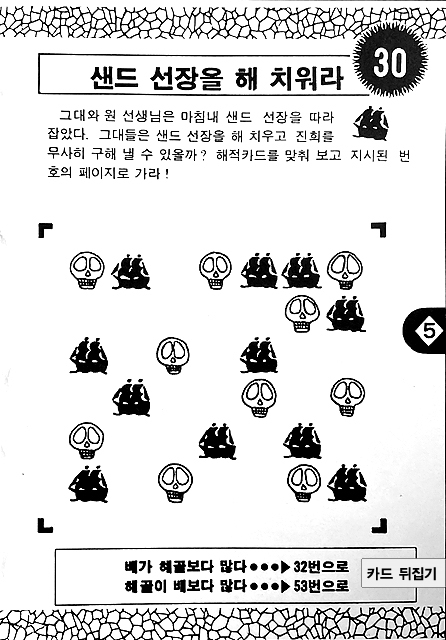 30
샌드 선장을 해 치워라
그대와 원 선생님은 마침내 샌드 선장을 따라
잡았다. 그대들은 샌드 선장을 해 치우고 진희를
무사히 구해 낼 수 있을까? 해적카드를 맞춰 보고 지시된 번
호의 페이지로 가라!
5
배가 해골보다 많다●●●▶32번으로
해골이 배보다 많다●●●▶53번으로
카드 뒤집기